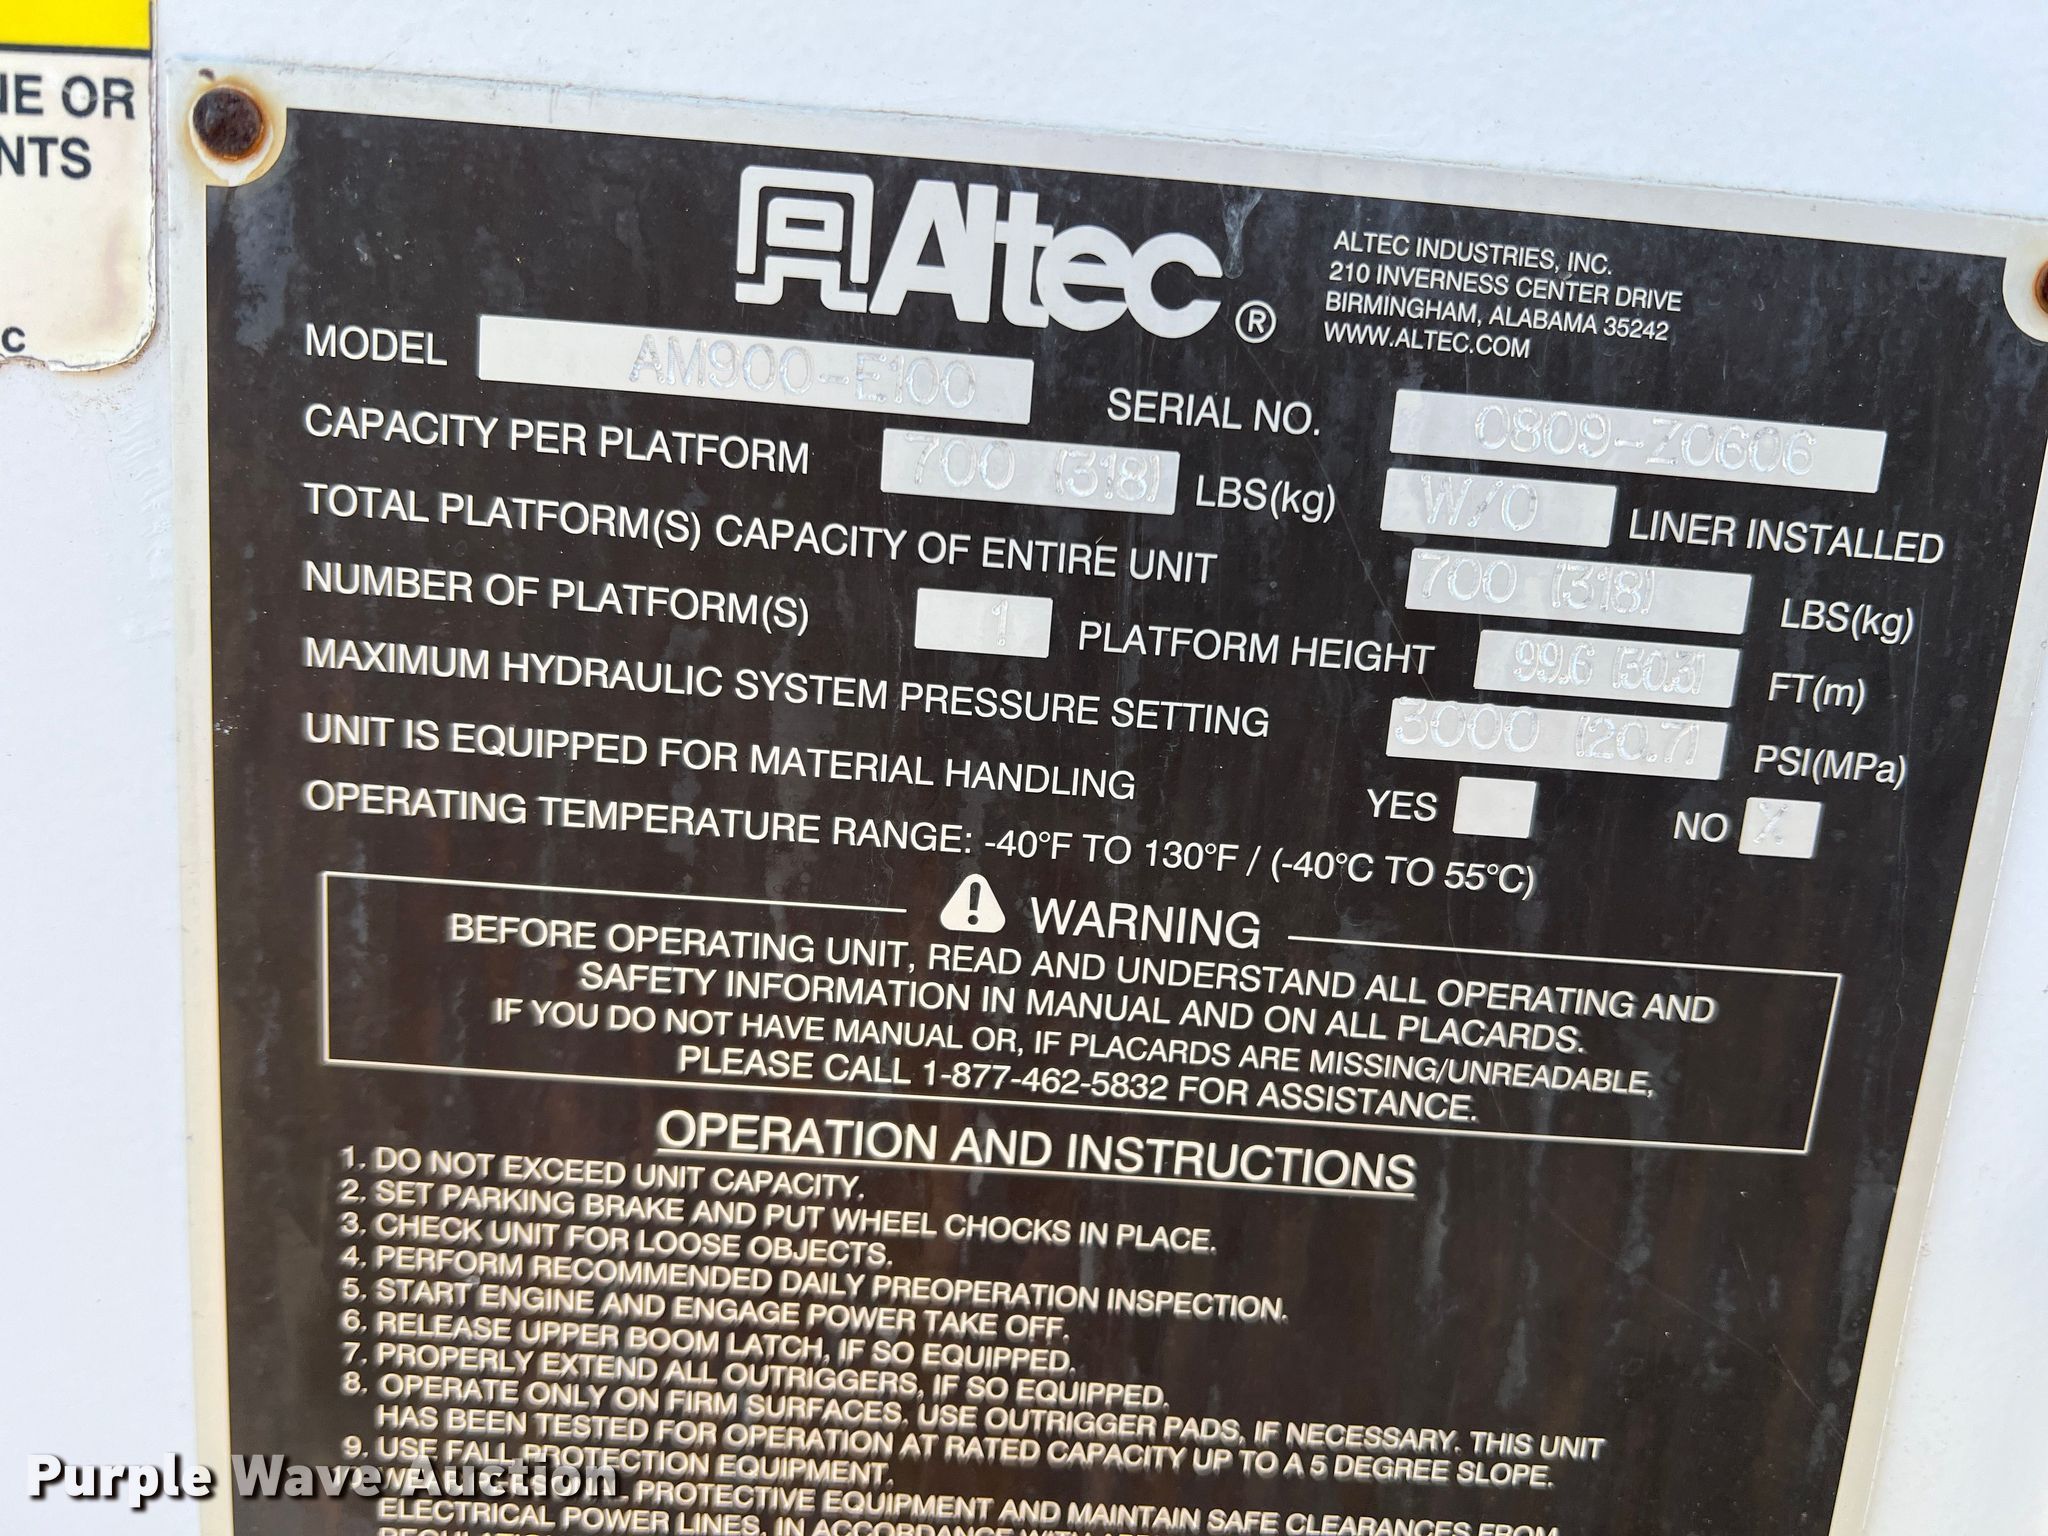 NE OR
NTS
C
Altec ®
ALTEC INDUSTRIES, INC.
210 INVERNESS CENTER DRIVE
BIRMINGHAM, ALABAMA 35242
WWW.ALTEC.COM
MODEL AM900-E100
SERIAL NO. 0809-Z0606
CAPACITY PER PLATFORM 700 (318) LBS(kg) W/O LINER INSTALLED
TOTAL PLATFORM(S) CAPACITY OF ENTIRE UNIT 700 (318) LBS(kg)
NUMBER OF PLATFORM(S) 1 PLATFORM HEIGHT 99.6 (30.3) FT(m)
MAXIMUM HYDRAULIC SYSTEM PRESSURE SETTING 3000 (20.7) PSI(MPa)
UNIT IS EQUIPPED FOR MATERIAL HANDLING YES NO X
OPERATING TEMPERATURE RANGE: -40°F TO 130°F / (-40°C TO 55°C)
WARNING
BEFORE OPERATING UNIT, READ AND UNDERSTAND ALL OPERATING AND
SAFETY INFORMATION IN MANUAL AND ON ALL PLACARDS.
IF YOU DO NOT HAVE MANUAL OR, IF PLACARDS ARE MISSING/UNREADABLE,
PLEASE CALL 1-877-462-5832 FOR ASSISTANCE.
OPERATION AND INSTRUCTIONS
1. DO NOT EXCEED UNIT CAPACITY.
2. SET PARKING BRAKE AND PUT WHEEL CHOCKS IN PLACE.
3. CHECK UNIT FOR LOOSE OBJECTS.
4. PERFORM RECOMMENDED DAILY PREOPERATION INSPECTION.
5. START ENGINE AND ENGAGE POWER TAKE OFF.
6. RELEASE UPPER BOOM LATCH, IF SO EQUIPPED.
7. PROPERLY EXTEND ALL OUTRIGGERS, IF SO EQUIPPED.
8. OPERATE ONLY ON FIRM SURFACES, USE OUTRIGGER PADS, IF NECESSARY. THIS UNIT
HAS BEEN TESTED FOR OPERATION AT RATED CAPACITY UP TO A 5 DEGREE SLOPE.
9. USE FALL PROTECTION EQUIPMENT.
10. WEAR PERSONAL PROTECTIVE EQUIPMENT AND MAINTAIN SAFE CLEARANCES FROM
ELECTRICAL POWER LINES, IN ACCORDANCE WITH
Purple Wave Auction